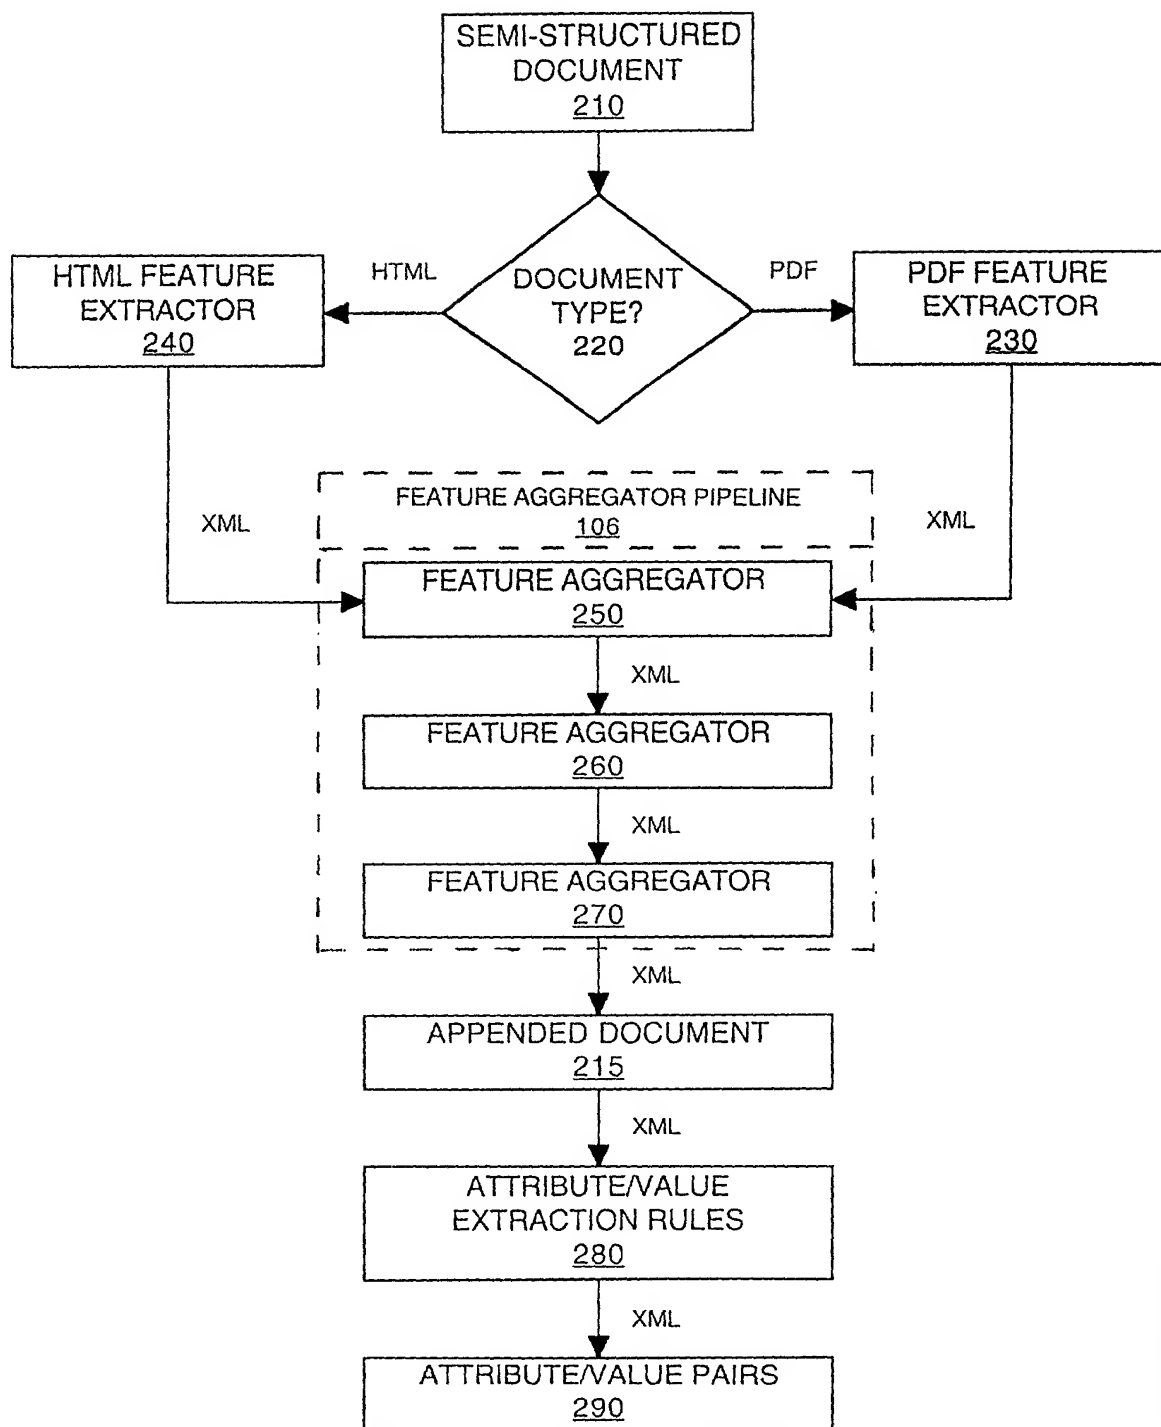 SEMI-STRUCTURED
DOCUMENT
210
HTML
DOCUMENT
TYPE?
220
PDF
HTML FEATURE
EXTRACTOR
240
PDF FEATURE
EXTRACTOR
230
XML
FEATURE AGGREGATOR PIPELINE
106
XML
FEATURE AGGREGATOR
250
XML
FEATURE AGGREGATOR
260
XML
FEATURE AGGREGATOR
270
XML
APPENDED DOCUMENT
215
XML
ATTRIBUTE/VALUE
EXTRACTION RULES
280
XML
ATTRIBUTE/VALUE PAIRS
290